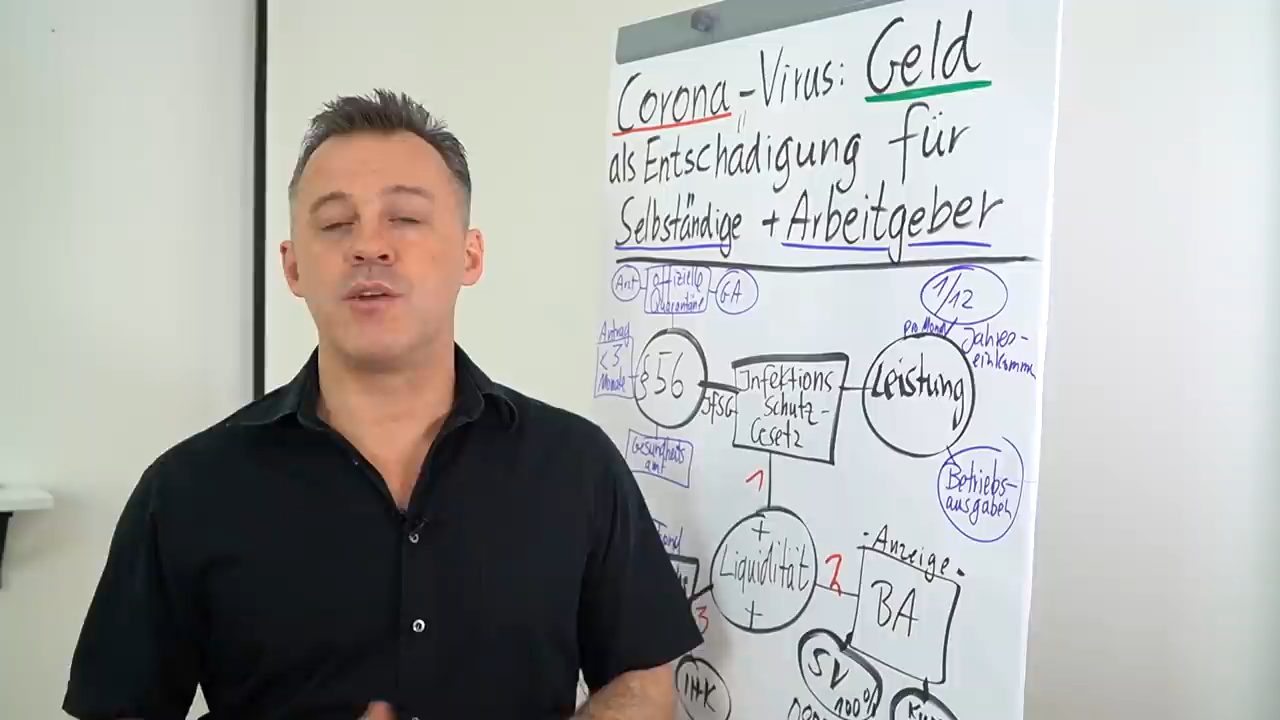 Corona-Virus: Geld
als Entschädigung für
Selbständige + Arbeitgeber
Arzt
offizielle
Quarantäne
GA
1/12
pro Monat
Jahres-
einkomme
Antrag
< 3
Monate
§ 56
IfSG
Infektions
Schutz-
Gesetz
Leistung
Gesundheits
amt
Betriebs-
ausgaben
1
+
Liquidität
+
2
Anzeige
BA
3
IHK
SV
100%